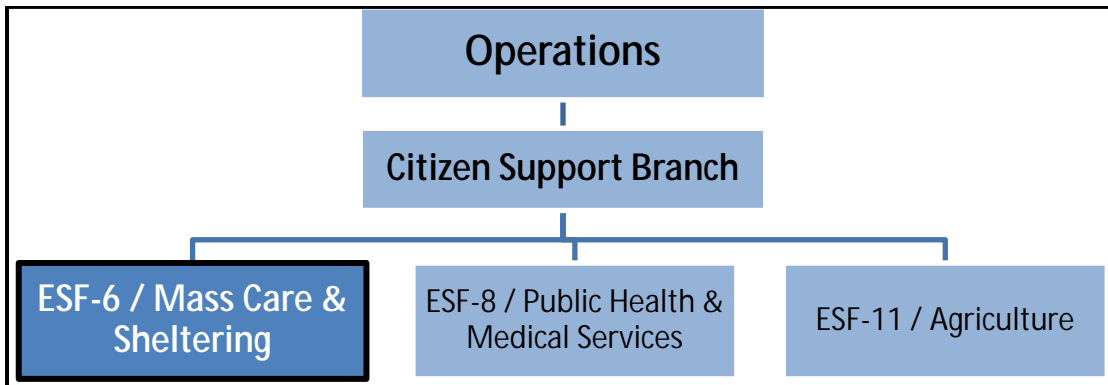 Operations
Citizen Support Branch
ESF-6 / Mass Care &
Sheltering
ESF-8 / Public Health &
Medical Services
ESF-11 / Agriculture